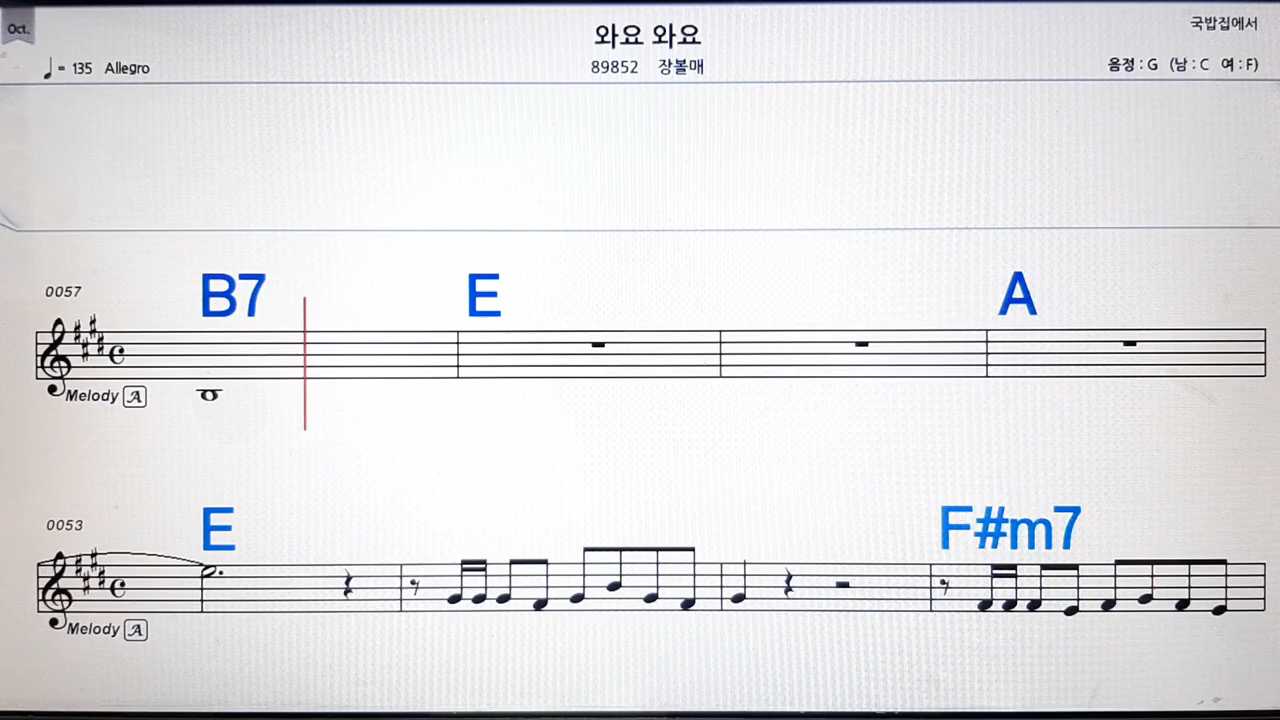 Oct.
와요 와요
국밥집에서
♩ = 135 Allegro
89852 장볼매
음정 : G (남 : C 여 : F)
0057
B7 E A
Melody A
0053
E F#m7
Melody A